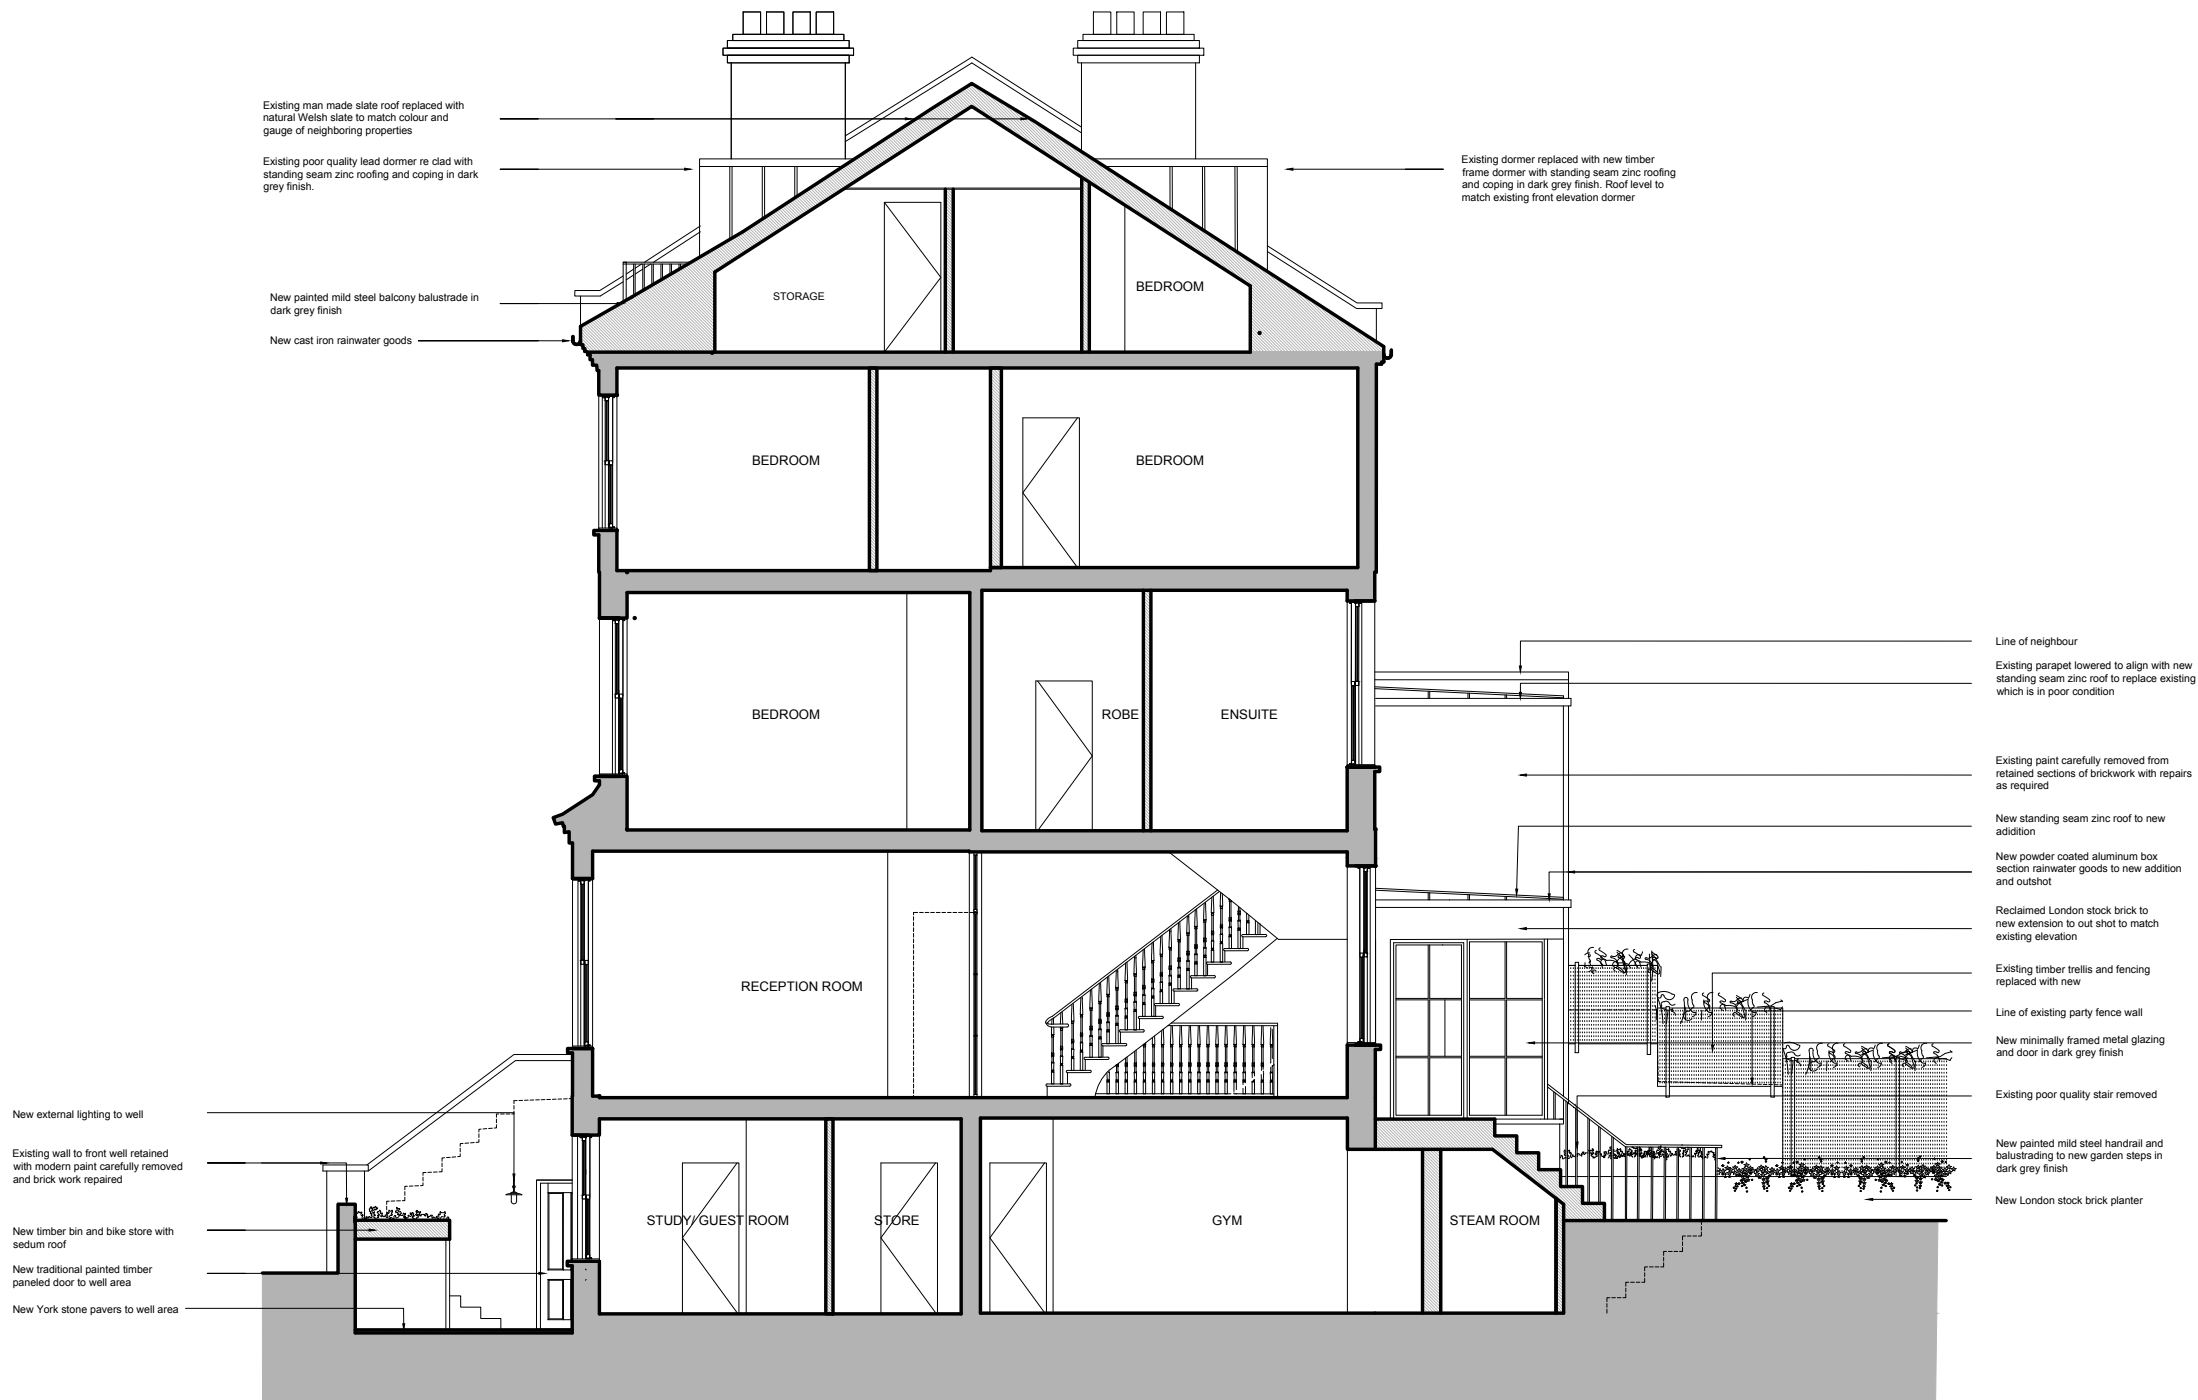 Existing man made slate roof replaced with
natural Welsh slate to match colour and
gauge of neighboring properties
Existing poor quality lead dormer re clad with
standing seam zinc roofing and coping in dark
grey finish.
Existing dormer replaced with new timber
frame dormer with standing seam zinc roofing
and coping in dark grey finish. Roof level to
match existing front elevation dormer
New painted mild steel balcony balustrade in
dark grey finish
New cast iron rainwater goods
STORAGE
BEDROOM
BEDROOM
BEDROOM
BEDROOM
ROBE
ENSUITE
RECEPTION ROOM
STUDY/ GUEST ROOM
STORE
GYM
STEAM ROOM
Line of neighbour
Existing parapet lowered to align with new
standing seam zinc roof to replace existing
which is in poor condition
Existing paint carefully removed from
retained sections of brickwork with repairs
as required
New standing seam zinc roof to new
adidition
New powder coated aluminum box
section rainwater goods to new addition
and outshot
Reclaimed London stock brick to
new extension to out shot to match
existing elevation
Existing timber trellis and fencing
replaced with new
Line of existing party fence wall
New minimally framed metal glazing
and door in dark grey finish
Existing poor quality stair removed
New painted mild steel handrail and
balustrading to new garden steps in
dark grey finish
New London stock brick planter
New external lighting to well
Existing wall to front well retained
with modern paint carefully removed
and brick work repaired
New timber bin and bike store with
sedum roof
New traditional painted timber
paneled door to well area
New York stone pavers to well area